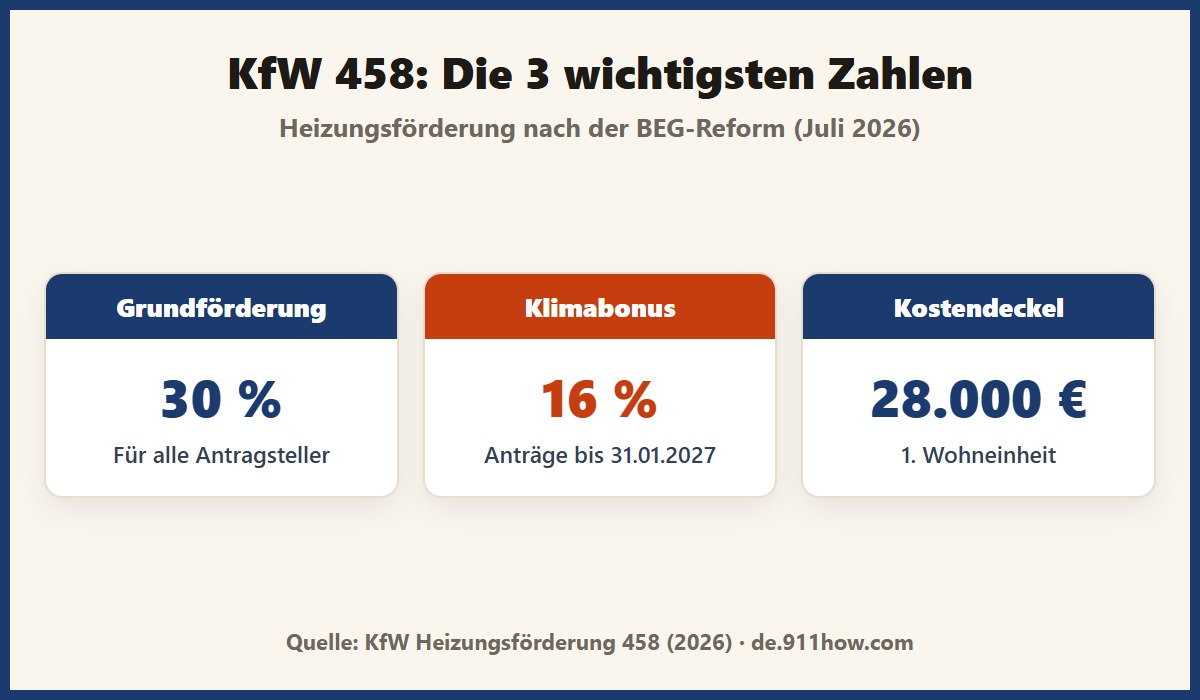 KfW 458: Die 3 wichtigsten Zahlen
Heizungsförderung nach der BEG-Reform (Juli 2026)
Grundförderung
30 %
Für alle Antragsteller
Klimabonus
16 %
Anträge bis 31.01.2027
Kostendeckel
28.000 €
1. Wohneinheit
Quelle: KfW Heizungsförderung 458 (2026) · de.911how.com